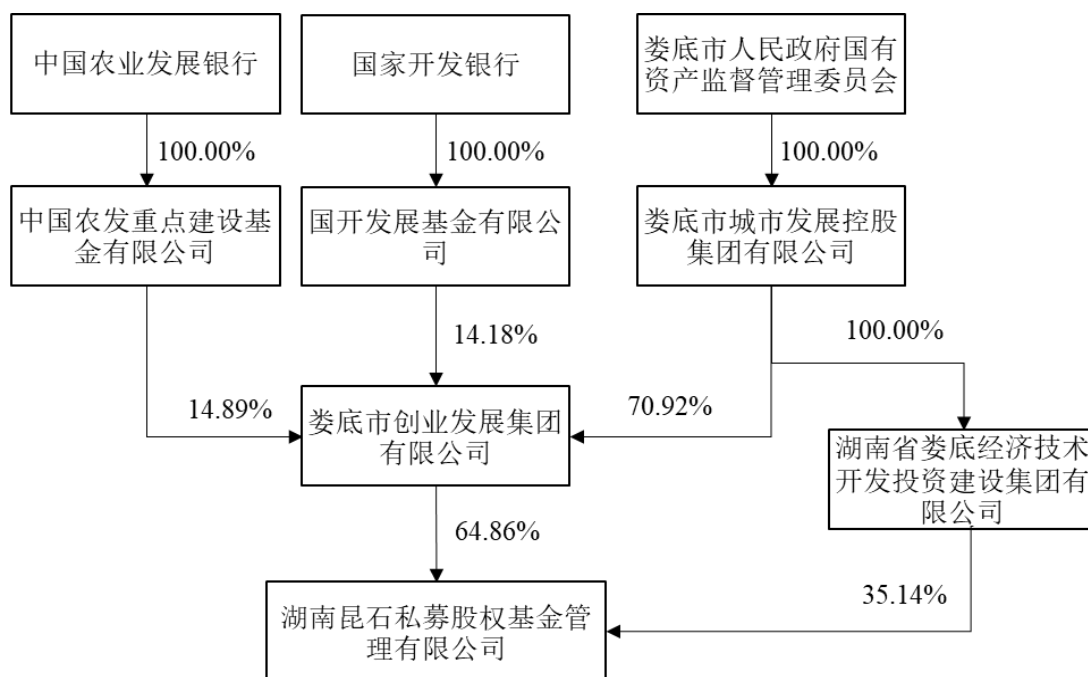 中国农业发展银行
国家开发银行
娄底市人民政府国有
资产监督管理委员会
100.00%
100.00%
100.00%
中国农发重点建设基
金有限公司
国开发展基金有限公
司
娄底市城市发展控股
集团有限公司
14.18%
100.00%
14.89%
娄底市创业发展集团
有限公司
70.92%
湖南省娄底经济技术
开发投资建设集团有
限公司
64.86%
35.14%
湖南昆石私募股权基金管
理有限公司